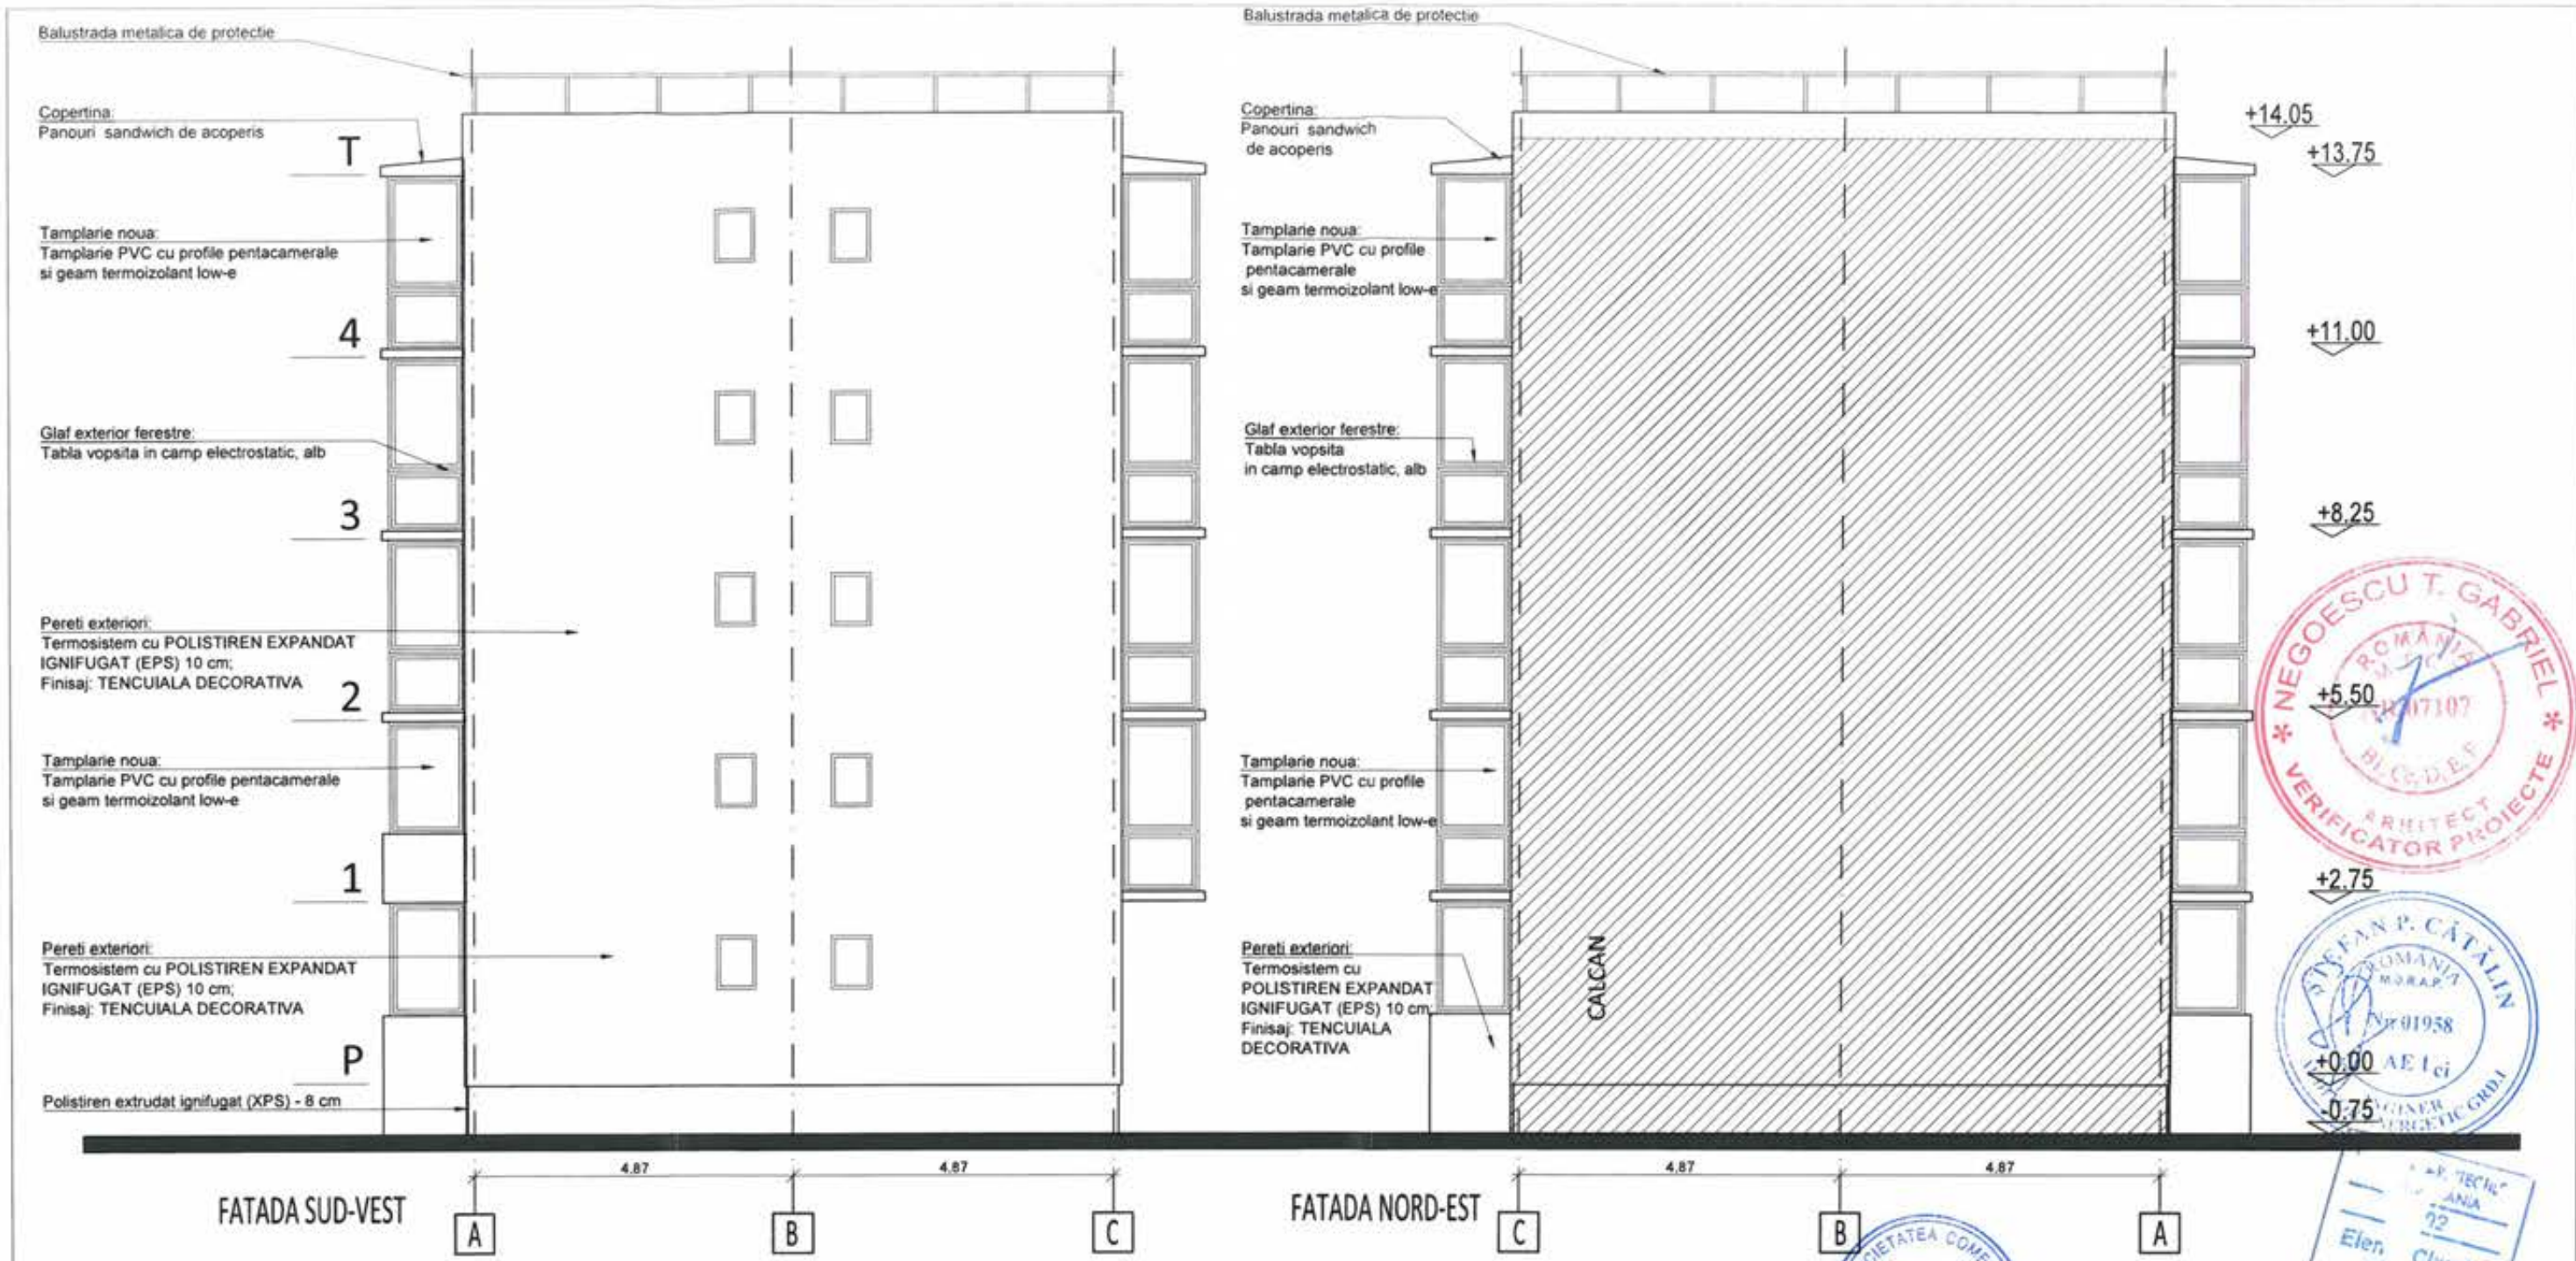 Balustrada metalica de protectie
Copertina:
Panouri sandwich de acoperis
T
Tamplarie noua:
Tamplarie PVC cu profile pentacamerale
si geam termoizolant low-e
4
Glaf exterior ferestre:
Tabla vopsita in camp electrostatic, alb
3
Pereti exteriori:
Termosistem cu POLISTIREN EXPANDAT
IGNIFUGAT (EPS) 10 cm;
Finisaj: TENCUIALA DECORATIVA
2
Tamplarie noua:
Tamplarie PVC cu profile pentacamerale
si geam termoizolant low-e
1
Pereti exteriori:
Termosistem cu POLISTIREN EXPANDAT
IGNIFUGAT (EPS) 10 cm;
Finisaj: TENCUIALA DECORATIVA
P
Polistiren extrudat ignifugat (XPS) - 8 cm
4.87
4.87
FATADA SUD-VEST
A
B
C
Balustrada metalica de protectie
Copertina:
Panouri sandwich
de acoperis
Tamplarie noua:
Tamplarie PVC cu profile
pentacamerale
si geam termoizolant low-e
Glaf exterior ferestre:
Tabla vopsita
in camp electrostatic, alb
Tamplarie noua:
Tamplarie PVC cu profile
pentacamerale
si geam termoizolant low-e
Pereti exteriori:
Termosistem cu
POLISTIREN EXPANDAT
IGNIFUGAT (EPS) 10 cm;
Finisaj: TENCUIALA
DECORATIVA
CALCAN
4.87
4.87
FATADA NORD-EST
C
B
A
+14.05
+13.75
+11.00
+8,25
+5,50
+2,75
+0.00
-0.75
* NEGOESCU T. GABRIEL *
VERIFICATOR PROIECTE
ROMÂNIA
07102
ARHITECT
ȘTEFAN P. CĂTĂLIN
ROMÂNIA
Nr 01958
AE I ci
GRD.I